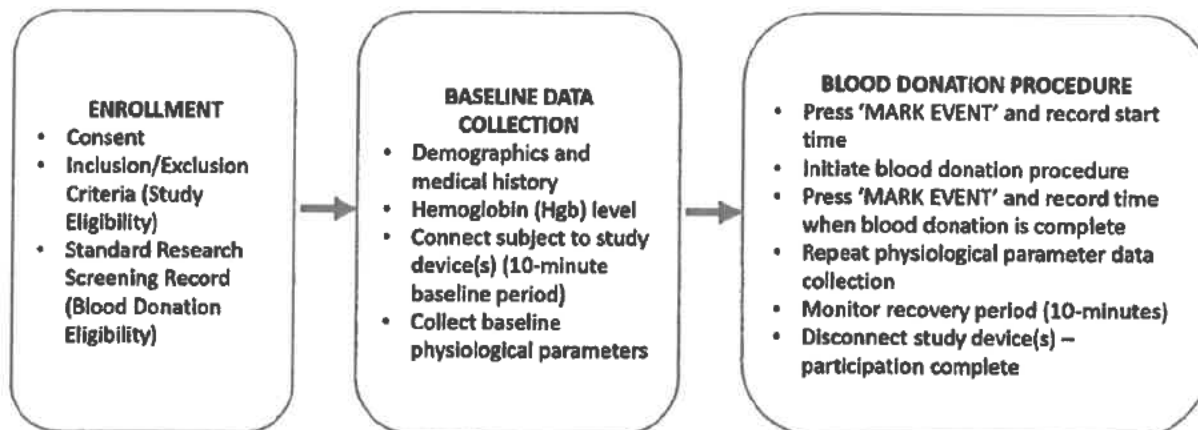 ENROLLMENT
• Consent
• Inclusion/Exclusion
Criteria (Study
Eligibility)
• Standard Research
Screening Record
(Blood Donation
Eligibility)
BASELINE DATA
COLLECTION
• Demographics and
medical history
• Hemoglobin (Hgb) level
• Connect subject to study
device(s) (10-minute
baseline period)
• Collect baseline
physiological parameters
BLOOD DONATION PROCEDURE
• Press ‘MARK EVENT’ and record start
time
• Initiate blood donation procedure
• Press ‘MARK EVENT’ and record time
when blood donation is complete
• Repeat physiological parameter data
collection
• Monitor recovery period (10-minutes)
• Disconnect study device(s) –
participation complete